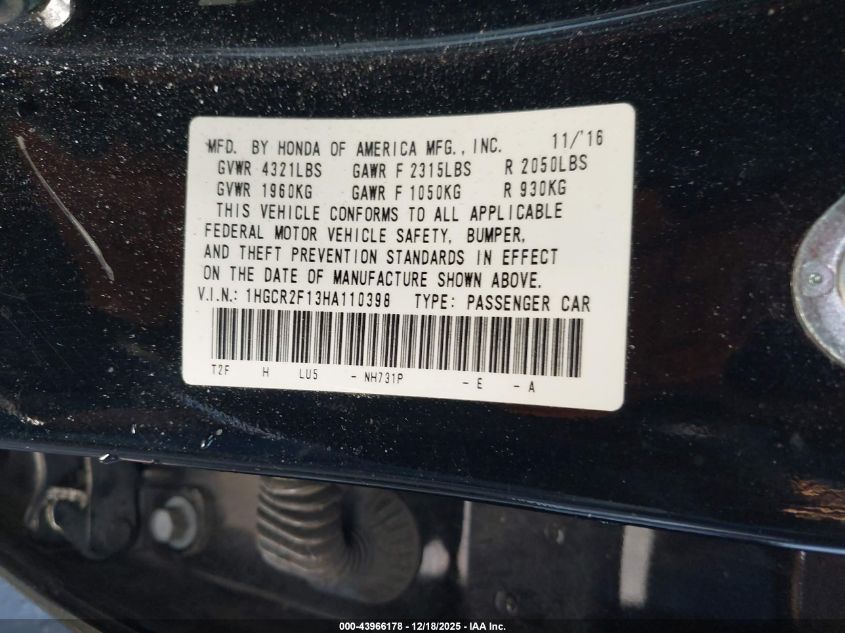 MFD. BY HONDA OF AMERICA MFG., INC. 11/'16
GVWR 4321LBS GAWR F 2315LBS R 2050LBS
GVWR 1960KG GAWR F 1050KG R 930KG
THIS VEHICLE CONFORMS TO ALL APPLICABLE
FEDERAL MOTOR VEHICLE SAFETY, BUMPER,
AND THEFT PREVENTION STANDARDS IN EFFECT
ON THE DATE OF MANUFACTURE SHOWN ABOVE.
V.I.N.: 1HGCR2F13HA110398 TYPE: PASSENGER CAR
T2F H LU5 - NH731P - E - A
000-43966178 - 12/18/2025 - IAA Inc.